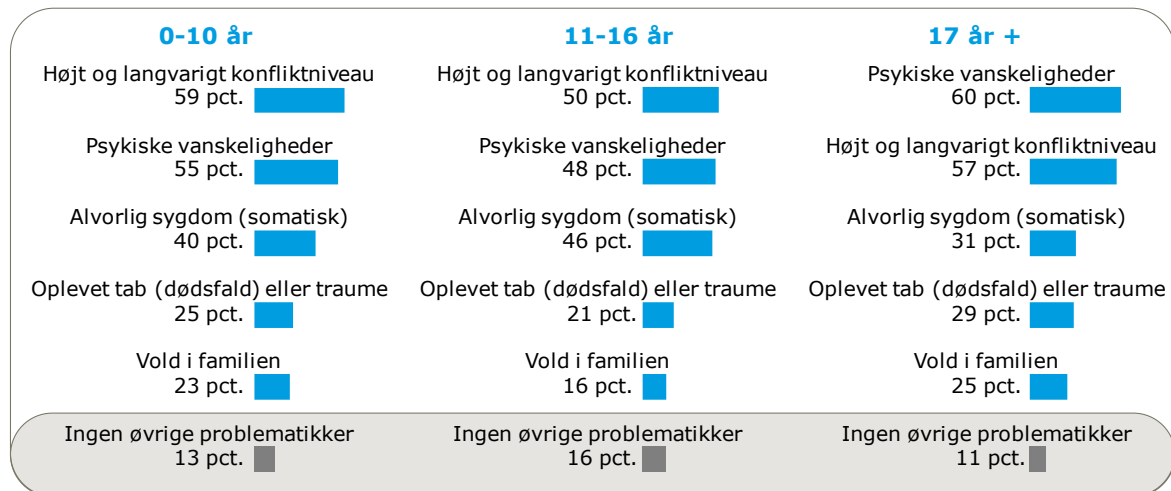 0-10 år
Højt og langvarigt konfliktniveau
59 pct.
Psykiske vanskeligheder
55 pct.
Alvorlig sygdom (somatisk)
40 pct.
Oplevet tab (dødsfald) eller traume
25 pct.
Vold i familien
23 pct.
Ingen øvrige problematikker
13 pct.
11-16 år
Højt og langvarigt konfliktniveau
50 pct.
Psykiske vanskeligheder
48 pct.
Alvorlig sygdom (somatisk)
46 pct.
Oplevet tab (dødsfald) eller traume
21 pct.
Vold i familien
16 pct.
Ingen øvrige problematikker
16 pct.
17 år +
Psykiske vanskeligheder
60 pct.
Højt og langvarigt konfliktniveau
57 pct.
Alvorlig sygdom (somatisk)
31 pct.
Oplevet tab (dødsfald) eller traume
29 pct.
Vold i familien
25 pct.
Ingen øvrige problematikker
11 pct.